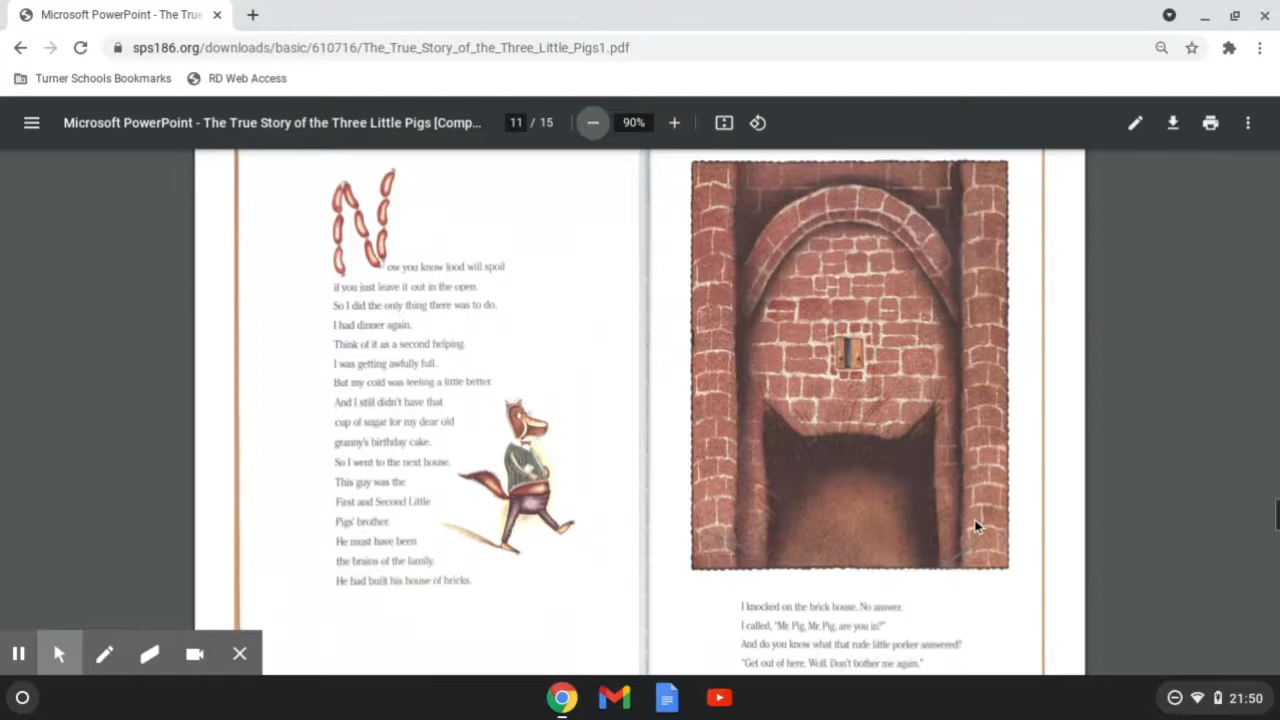 Microsoft PowerPoint - The True
sps186.org/downloads/basic/610716/The_True_Story_of_the_Three_Little_Pigs1.pdf
Turner Schools Bookmarks
RD Web Access
Microsoft PowerPoint - The True Story of the Three Little Pigs [Comp...
11 / 15
90%
Now you know food will spoil
if you just leave it out in the open.
So I did the only thing there was to do.
I had dinner again.
Think of it as a second helping.
I was getting awfully full.
But my cold was feeling a little better.
And I still didn't have that
cup of sugar for my dear old
granny's birthday cake.
So I went to the next house.
This guy was the
First and Second Little
Pigs' brother.
He must have been
the brains of the family.
He had built his house of bricks.
I knocked on the brick house. No answer.
I called, "Mr. Pig, Mr. Pig, are you in?"
And do you know what that rude little porker answered?
"Get out of here, Wolf. Don't bother me again."
21:50